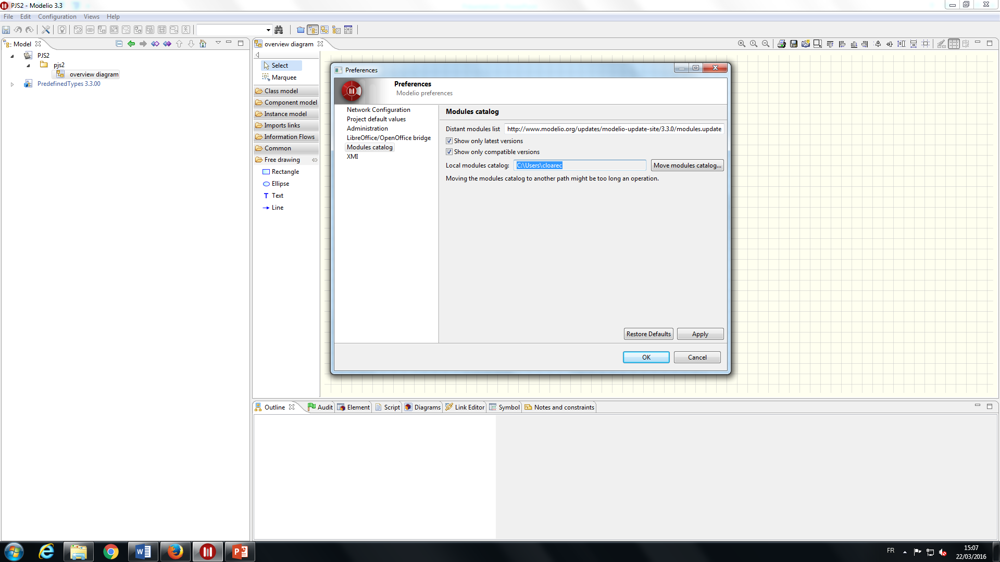 PJS2 - Modelio 3.3
File Edit Configuration Views Help
Model
PJS2
pjs2
overview diagram
PredefinedTypes 3.3.00
overview diagram
Select
Marquee
Class model
Component model
Instance model
Imports links
Information Flows
Common
Free drawing
Rectangle
Ellipse
T Text
Line
Preferences
Preferences
Modelio preferences
Network Configuration
Project default values
Administration
LibreOffice/OpenOffice bridge
Modules catalog
XMI
Modules catalog
Distant modules list http://www.modelio.org/updates/modelio-update-site/3.3.0/modules.update
Show only latest versions
Show only compatible versions
Local modules catalog: C:\Users\cloarec Move modules catalog...
Moving the modules catalog to another path might be too long an operation.
Restore Defaults Apply
OK Cancel
Outline Audit Element Script Diagrams Link Editor Symbol Notes and constraints
FR
15:07
22/03/2016